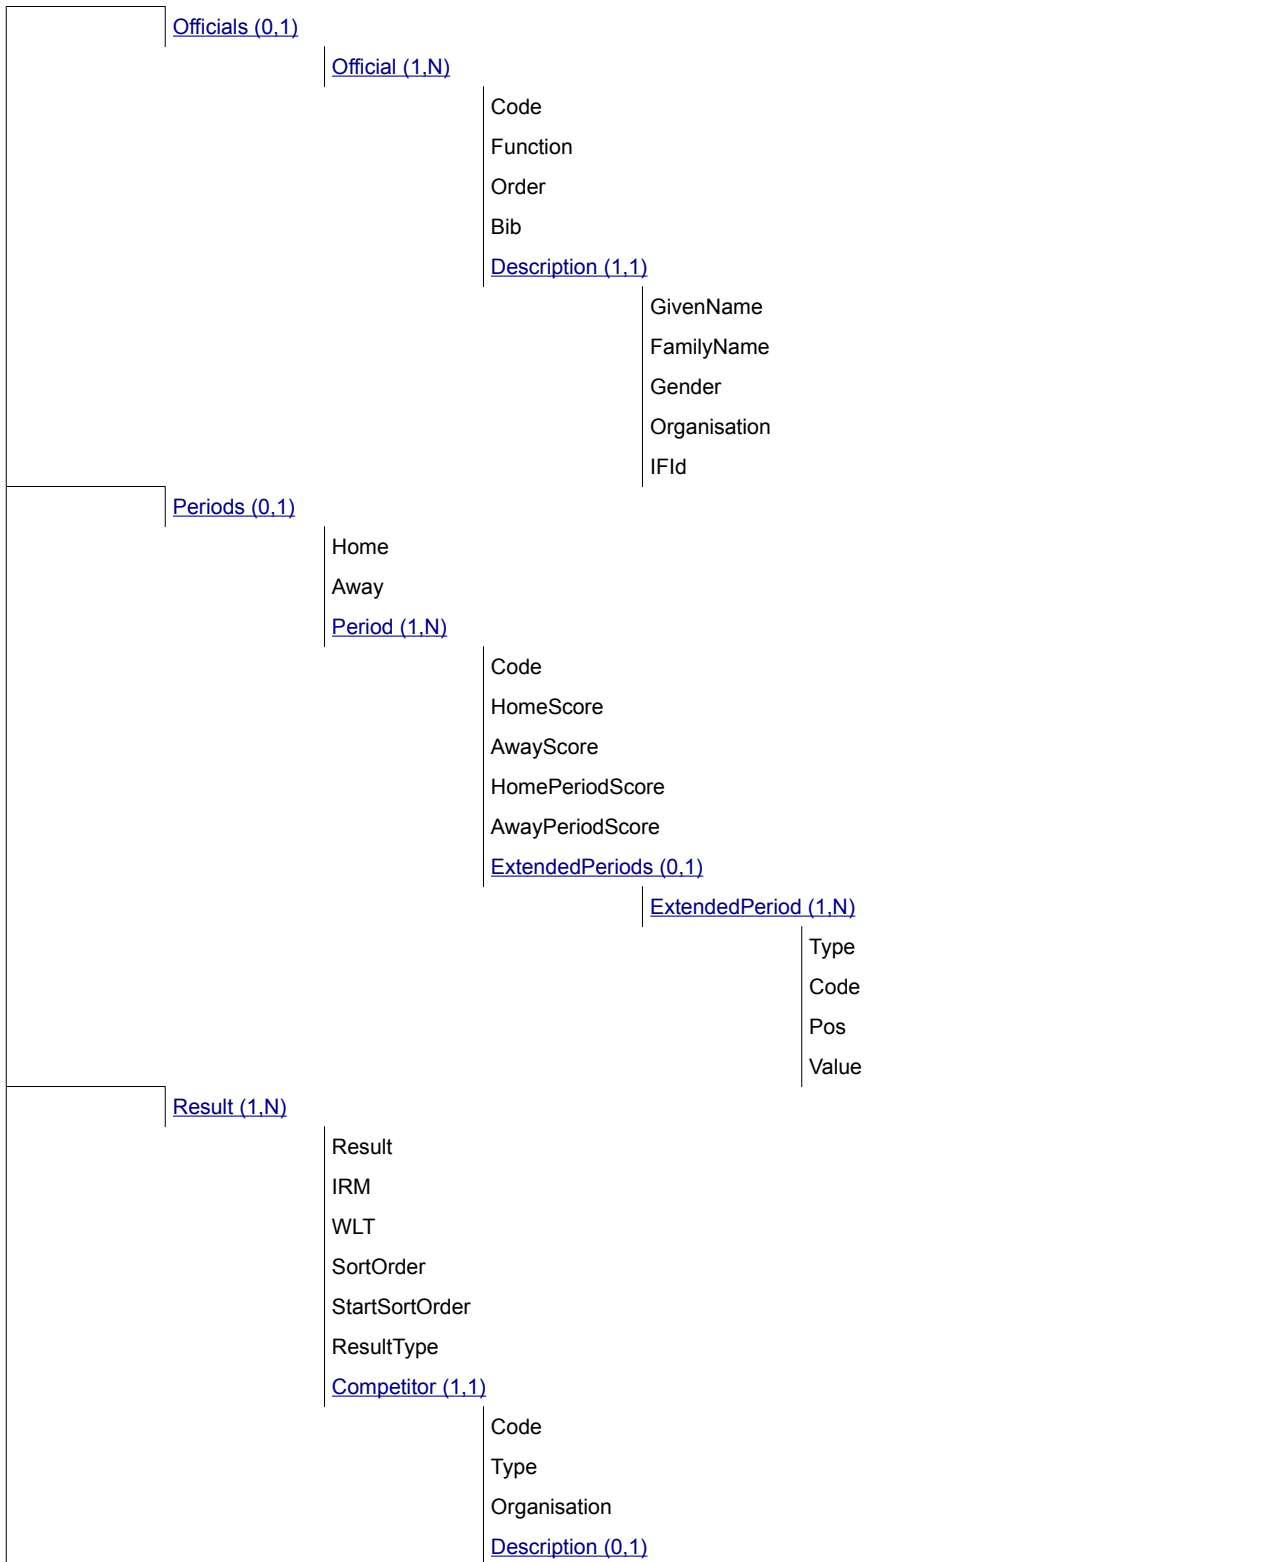 Officials (0,1)
Official (1,N)
Code
Function
Order
Bib
Description (1,1)
GivenName
FamilyName
Gender
Organisation
IFId
Periods (0,1)
Home
Away
Period (1,N)
Code
HomeScore
AwayScore
HomePeriodScore
AwayPeriodScore
ExtendedPeriods (0,1)
ExtendedPeriod (1,N)
Type
Code
Pos
Value
Result (1,N)
Result
IRM
WLT
SortOrder
StartSortOrder
ResultType
Competitor (1,1)
Code
Type
Organisation
Description (0,1)